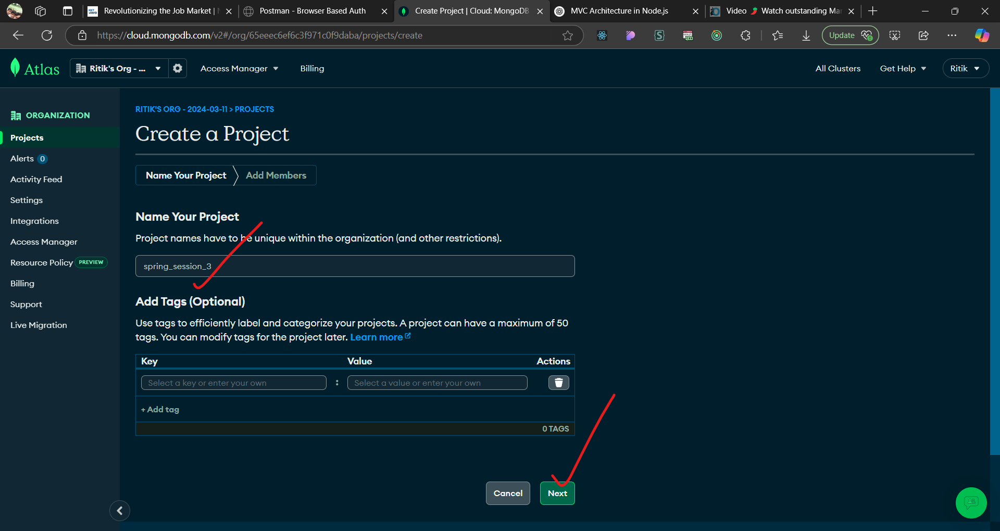 Revolutionizing the Job Market |
Postman - Browser Based Auth
Create Project | Cloud: MongoDB
MVC Architecture in Node.js
Video 🌶️ Watch outstanding Mar
https://cloud.mongodb.com/v2#/org/65eeec6ef6c3f971c0f9daba/projects/create
Update
Atlas
Ritik's Org - ...
Access Manager
Billing
All Clusters
Get Help
Ritik
ORGANIZATION
Projects
Alerts 0
Activity Feed
Settings
Integrations
Access Manager
Resource Policy PREVIEW
Billing
Support
Live Migration
RITIK'S ORG - 2024-03-11 > PROJECTS
Create a Project
Name Your Project
Add Members
Name Your Project
Project names have to be unique within the organization (and other restrictions).
spring_session_3
Add Tags (Optional)
Use tags to efficiently label and categorize your projects. A project can have a maximum of 50
tags. You can modify tags for the project later. Learn more
Key Value Actions
Select a key or enter your own : Select a value or enter your own
+ Add tag
0 TAGS
Cancel
Next